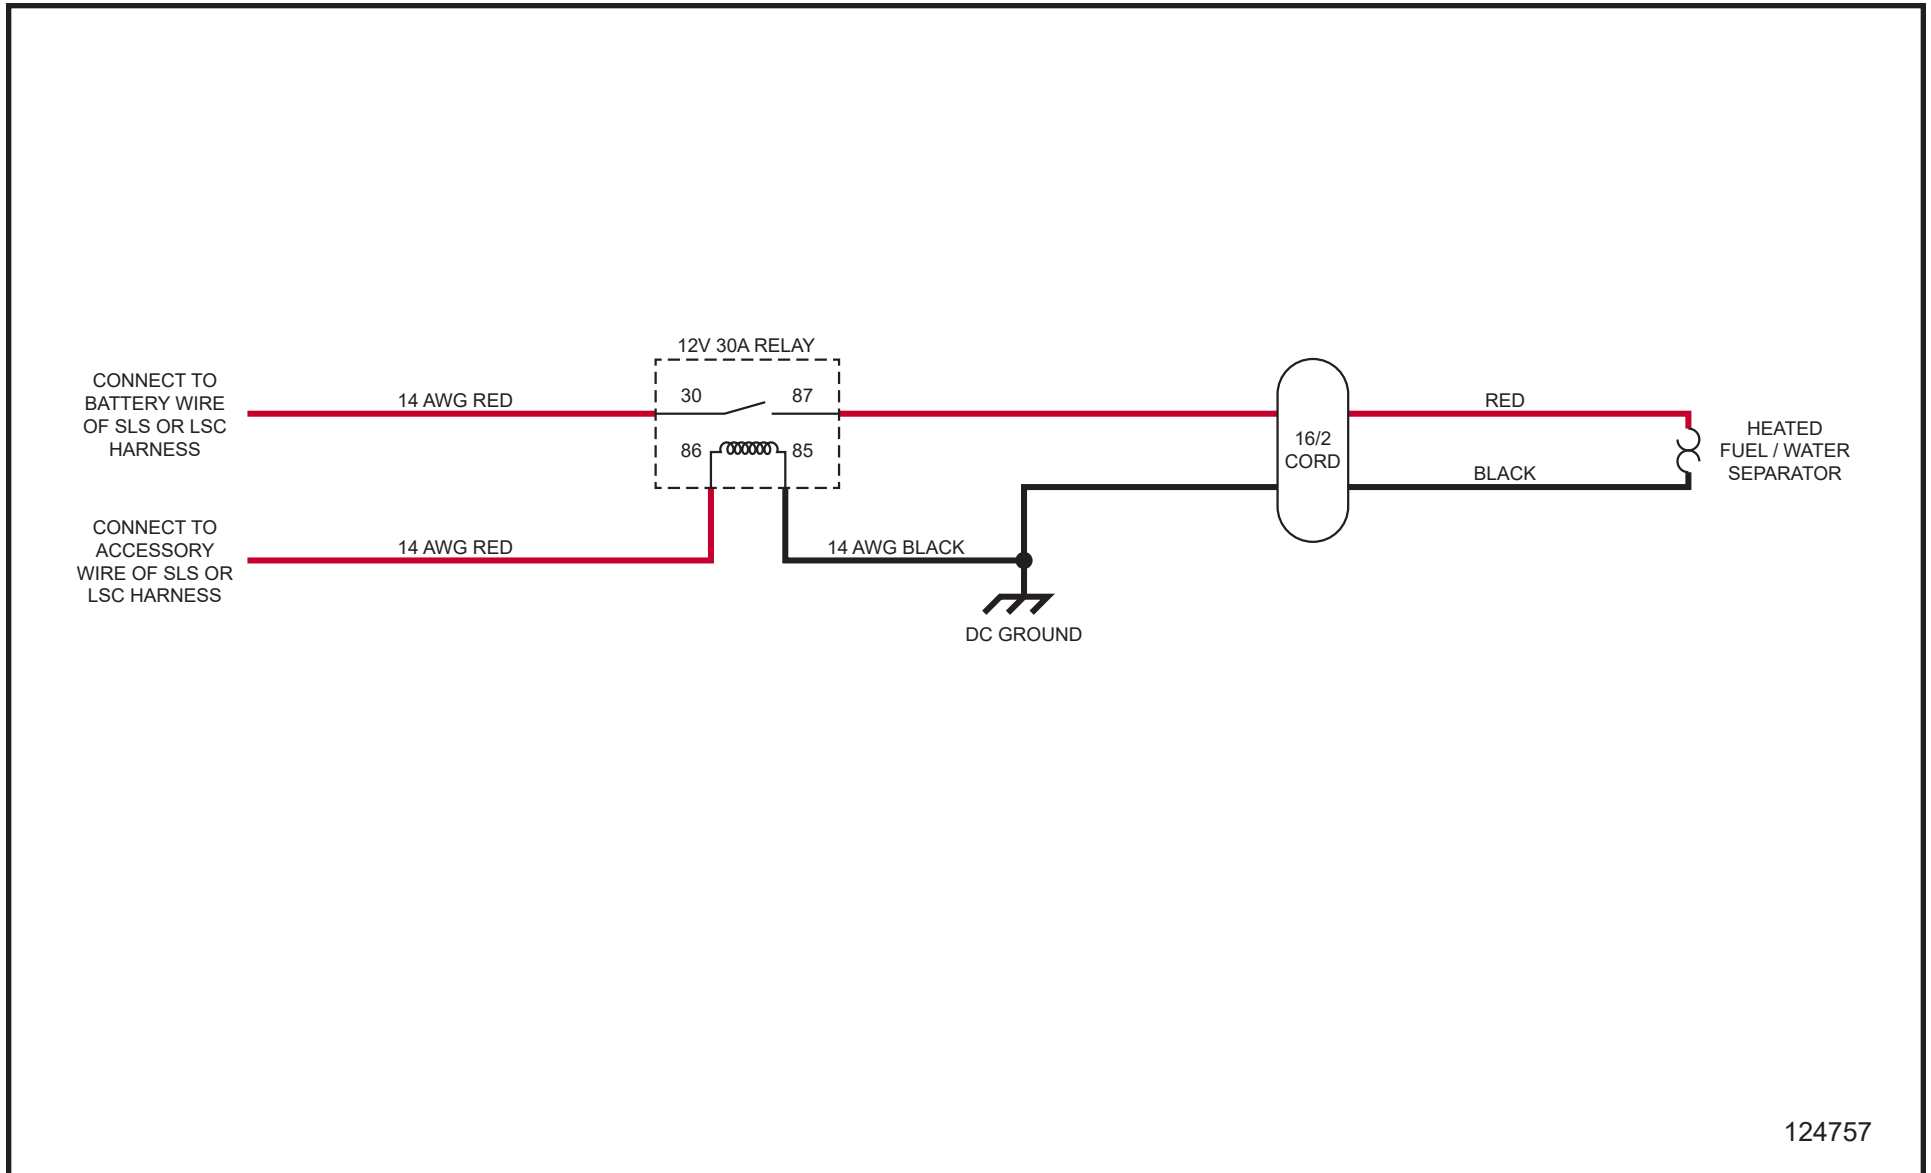 12V 30A RELAY
CONNECT TO
BATTERY WIRE
OF SLS OR LSC
HARNESS
14 AWG RED
30
87
86
85
RED
16/2
CORD
HEATED
FUEL / WATER
SEPARATOR
BLACK
CONNECT TO
ACCESSORY
WIRE OF SLS OR
LSC HARNESS
14 AWG RED
14 AWG BLACK
DC GROUND
124757